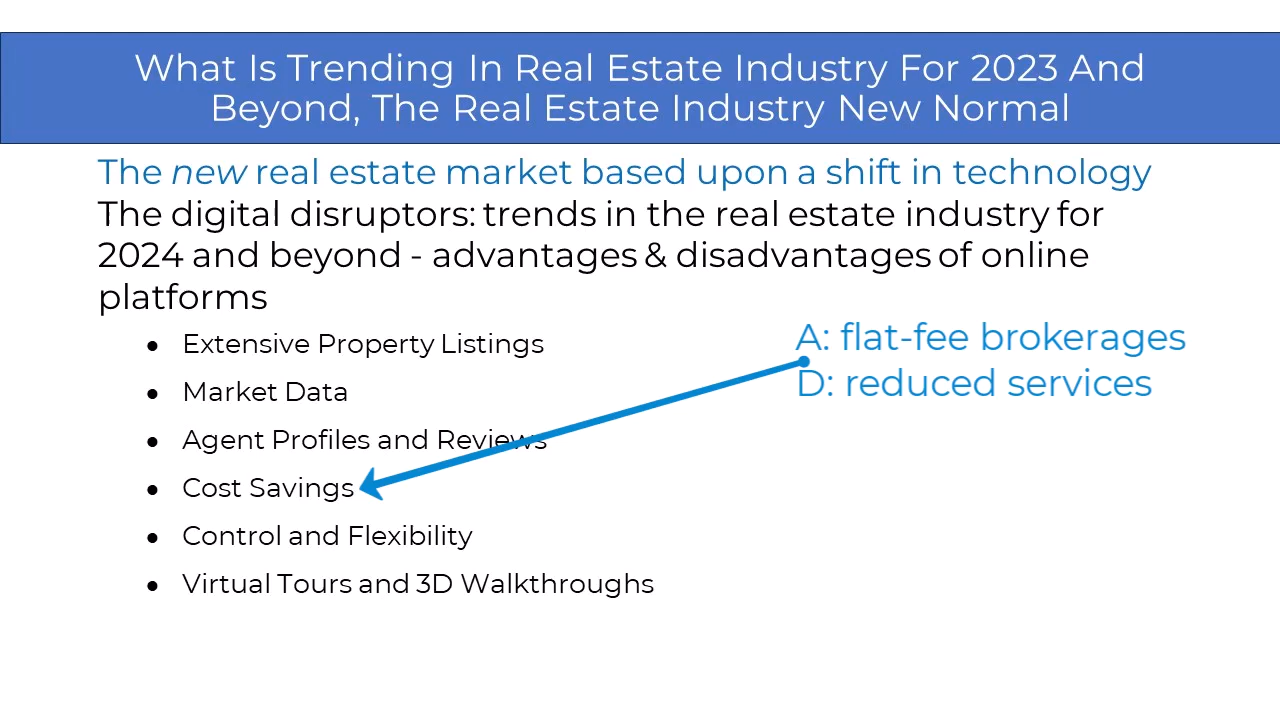 What Is Trending In Real Estate Industry For 2023 And
Beyond, The Real Estate Industry New Normal
The new real estate market based upon a shift in technology
The digital disruptors: trends in the real estate industry for
2024 and beyond - advantages & disadvantages of online
platforms
• Extensive Property Listings
• Market Data
• Agent Profiles and Reviews
• Cost Savings
• Control and Flexibility
• Virtual Tours and 3D Walkthroughs
A: flat-fee brokerages
D: reduced services